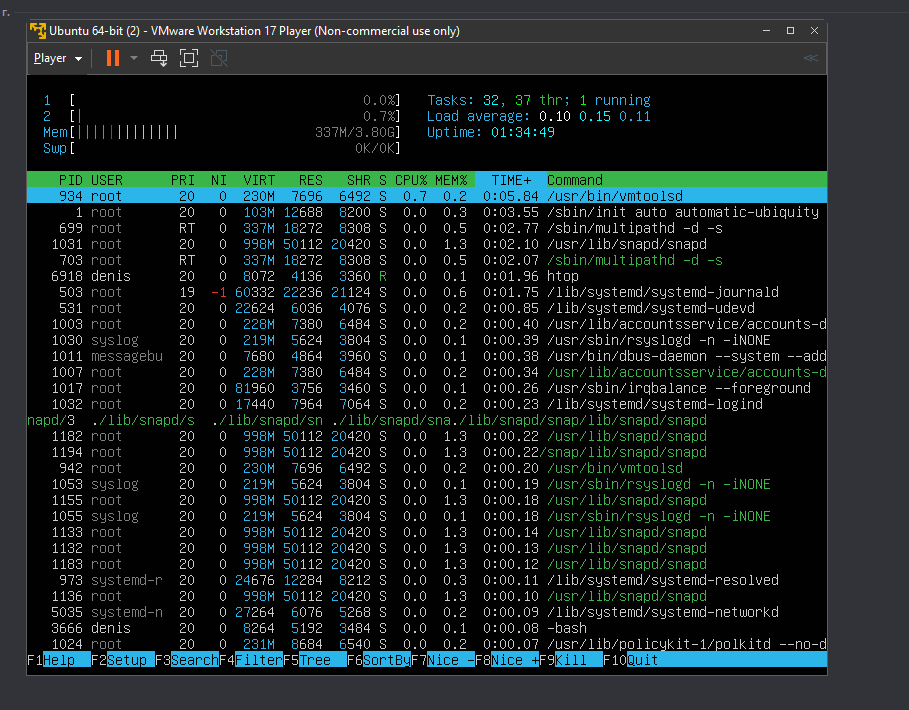 r.
Ubuntu 64-bit (2) - VMware Workstation 17 Player (Non-commercial use only)
Player
1 [ 0.0%] Tasks: 32, 37 thr; 1 running
2 [| 0.7%] Load average: 0.10 0.15 0.11
Mem[||||||||||||| 337M/3.80G] Uptime: 01:34:49
Swp[ 0K/0K]
PID USER PRI NI VIRT RES SHR S CPU% MEM% TIME+ Command
934 root 20 0 230M 7696 6492 S 0.7 0.2 0:05.84 /usr/bin/vmtoolsd
1 root 20 0 103M 12688 8200 S 0.0 0.3 0:03.55 /sbin/init auto automatic-ubiquity
699 root RT 0 337M 18272 8308 S 0.0 0.5 0:02.77 /sbin/multipathd -d -s
1031 root 20 0 998M 50112 20420 S 0.0 1.3 0:02.10 /usr/lib/snapd/snapd
703 root RT 0 337M 18272 8308 S 0.0 0.5 0:02.07 /sbin/multipathd -d -s
6918 denis 20 0 8072 4136 3360 R 0.0 0.1 0:01.96 htop
503 root 19 -1 60332 22236 21124 S 0.0 0.6 0:01.75 /lib/systemd/systemd-journald
531 root 20 0 22624 6036 4076 S 0.0 0.2 0:00.85 /lib/systemd/systemd-udevd
1003 root 20 0 228M 7380 6484 S 0.0 0.2 0:00.40 /usr/lib/accountsservice/accounts-d
1030 syslog 20 0 219M 5624 3804 S 0.0 0.1 0:00.39 /usr/sbin/rsyslogd -n -iNONE
1011 messagebu 20 0 7680 4864 3960 S 0.0 0.1 0:00.38 /usr/bin/dbus-daemon --system --add
1007 root 20 0 228M 7380 6484 S 0.0 0.2 0:00.34 /usr/lib/accountsservice/accounts-d
1017 root 20 0 81960 3756 3460 S 0.0 0.1 0:00.26 /usr/sbin/irqbalance --foreground
1032 root 20 0 17440 7964 7064 S 0.0 0.2 0:00.23 /lib/systemd/systemd-logind
napd/3 ./lib/snapd/s ./lib/snapd/sn ./lib/snapd/sna./lib/snapd/snap/lib/snapd/snapd
1182 root 20 0 998M 50112 20420 S 0.0 1.3 0:00.22 /usr/lib/snapd/snapd
1194 root 20 0 998M 50112 20420 S 0.0 1.3 0:00.22/snap/lib/snapd/snapd
942 root 20 0 230M 7696 6492 S 0.0 0.2 0:00.20 /usr/bin/vmtoolsd
1053 syslog 20 0 219M 5624 3804 S 0.0 0.1 0:00.19 /usr/sbin/rsyslogd -n -iNONE
1155 root 20 0 998M 50112 20420 S 0.0 1.3 0:00.18 /usr/lib/snapd/snapd
1055 syslog 20 0 219M 5624 3804 S 0.0 0.1 0:00.18 /usr/sbin/rsyslogd -n -iNONE
1133 root 20 0 998M 50112 20420 S 0.0 1.3 0:00.14 /usr/lib/snapd/snapd
1132 root 20 0 998M 50112 20420 S 0.0 1.3 0:00.13 /usr/lib/snapd/snapd
1183 root 20 0 998M 50112 20420 S 0.0 1.3 0:00.12 /usr/lib/snapd/snapd
973 systemd-r 20 0 24676 12284 8212 S 0.0 0.3 0:00.11 /lib/systemd/systemd-resolved
1136 root 20 0 998M 50112 20420 S 0.0 1.3 0:00.10 /usr/lib/snapd/snapd
5035 systemd-n 20 0 27264 6076 5268 S 0.0 0.2 0:00.09 /lib/systemd/systemd-networkd
3666 denis 20 0 8264 5192 3484 S 0.0 0.1 0:00.08 -bash
1024 root 20 0 231M 8684 6540 S 0.0 0.2 0:00.07 /usr/lib/policykit-1/polkitd --no-d
F1Help F2Setup F3SearchF4FilterF5Tree F6SortByF7Nice -F8Nice +F9Kill F10Quit